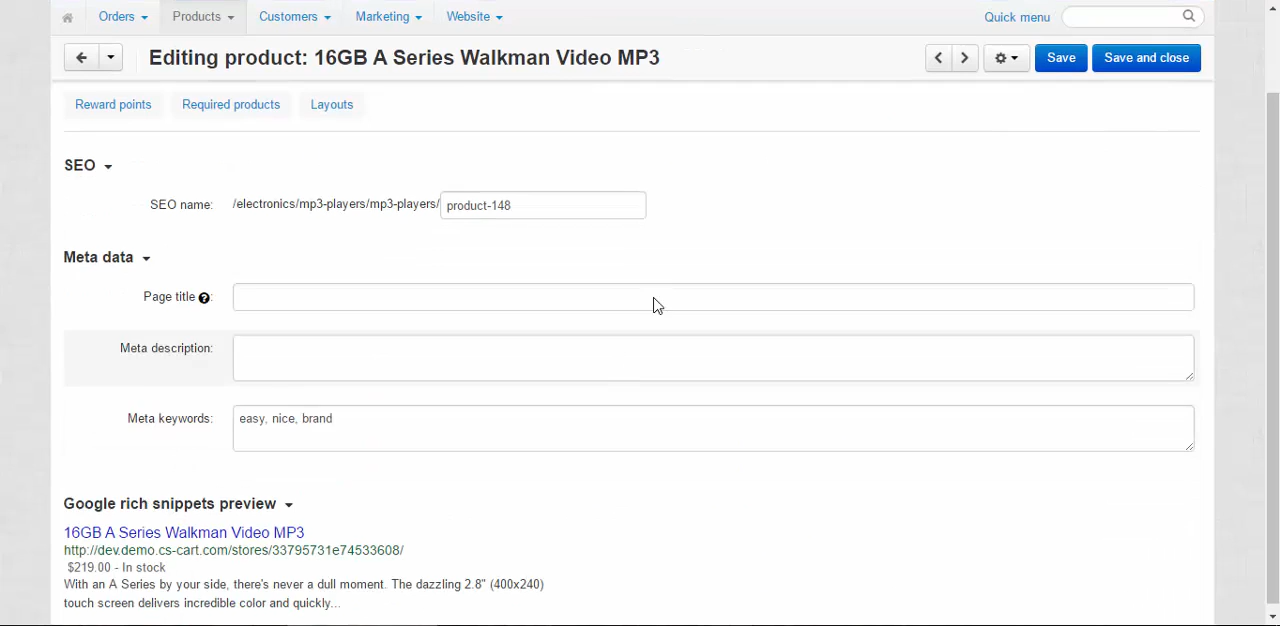 Orders Products Customers Marketing Website Quick menu
Editing product: 16GB A Series Walkman Video MP3 Save Save and close
Reward points Required products Layouts
SEO
SEO name: /electronics/mp3-players/mp3-players/ product-148
Meta data
Page title ?:
Meta description:
Meta keywords: easy, nice, brand
Google rich snippets preview
16GB A Series Walkman Video MP3
http://dev.demo.cs-cart.com/stores/33795731e74533608/
$219.00 - In stock
With an A Series by your side, there's never a dull moment. The dazzling 2.8" (400x240)
touch screen delivers incredible color and quickly...